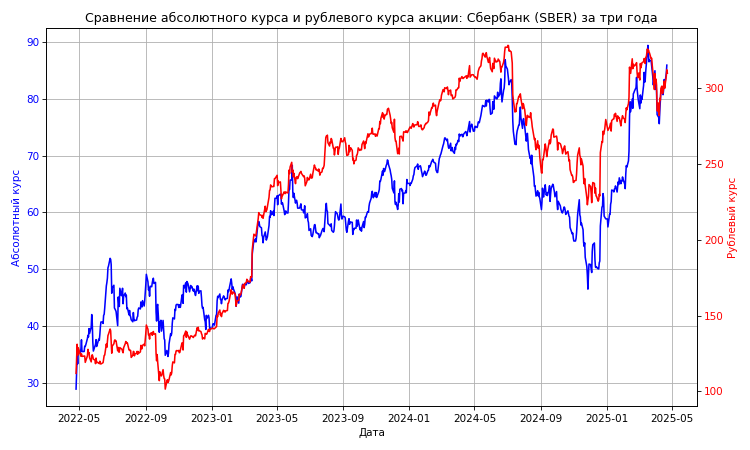 Сравнение абсолютного курса и рублевого курса акции: Сбербанк (SBER) за три года
Абсолютный курс
90
80
70
60
50
40
30
Рублевый курс
300
250
200
150
100
2022-05 2022-09 2023-01 2023-05 2023-09 2024-01 2024-05 2024-09 2025-01 2025-05
Дата